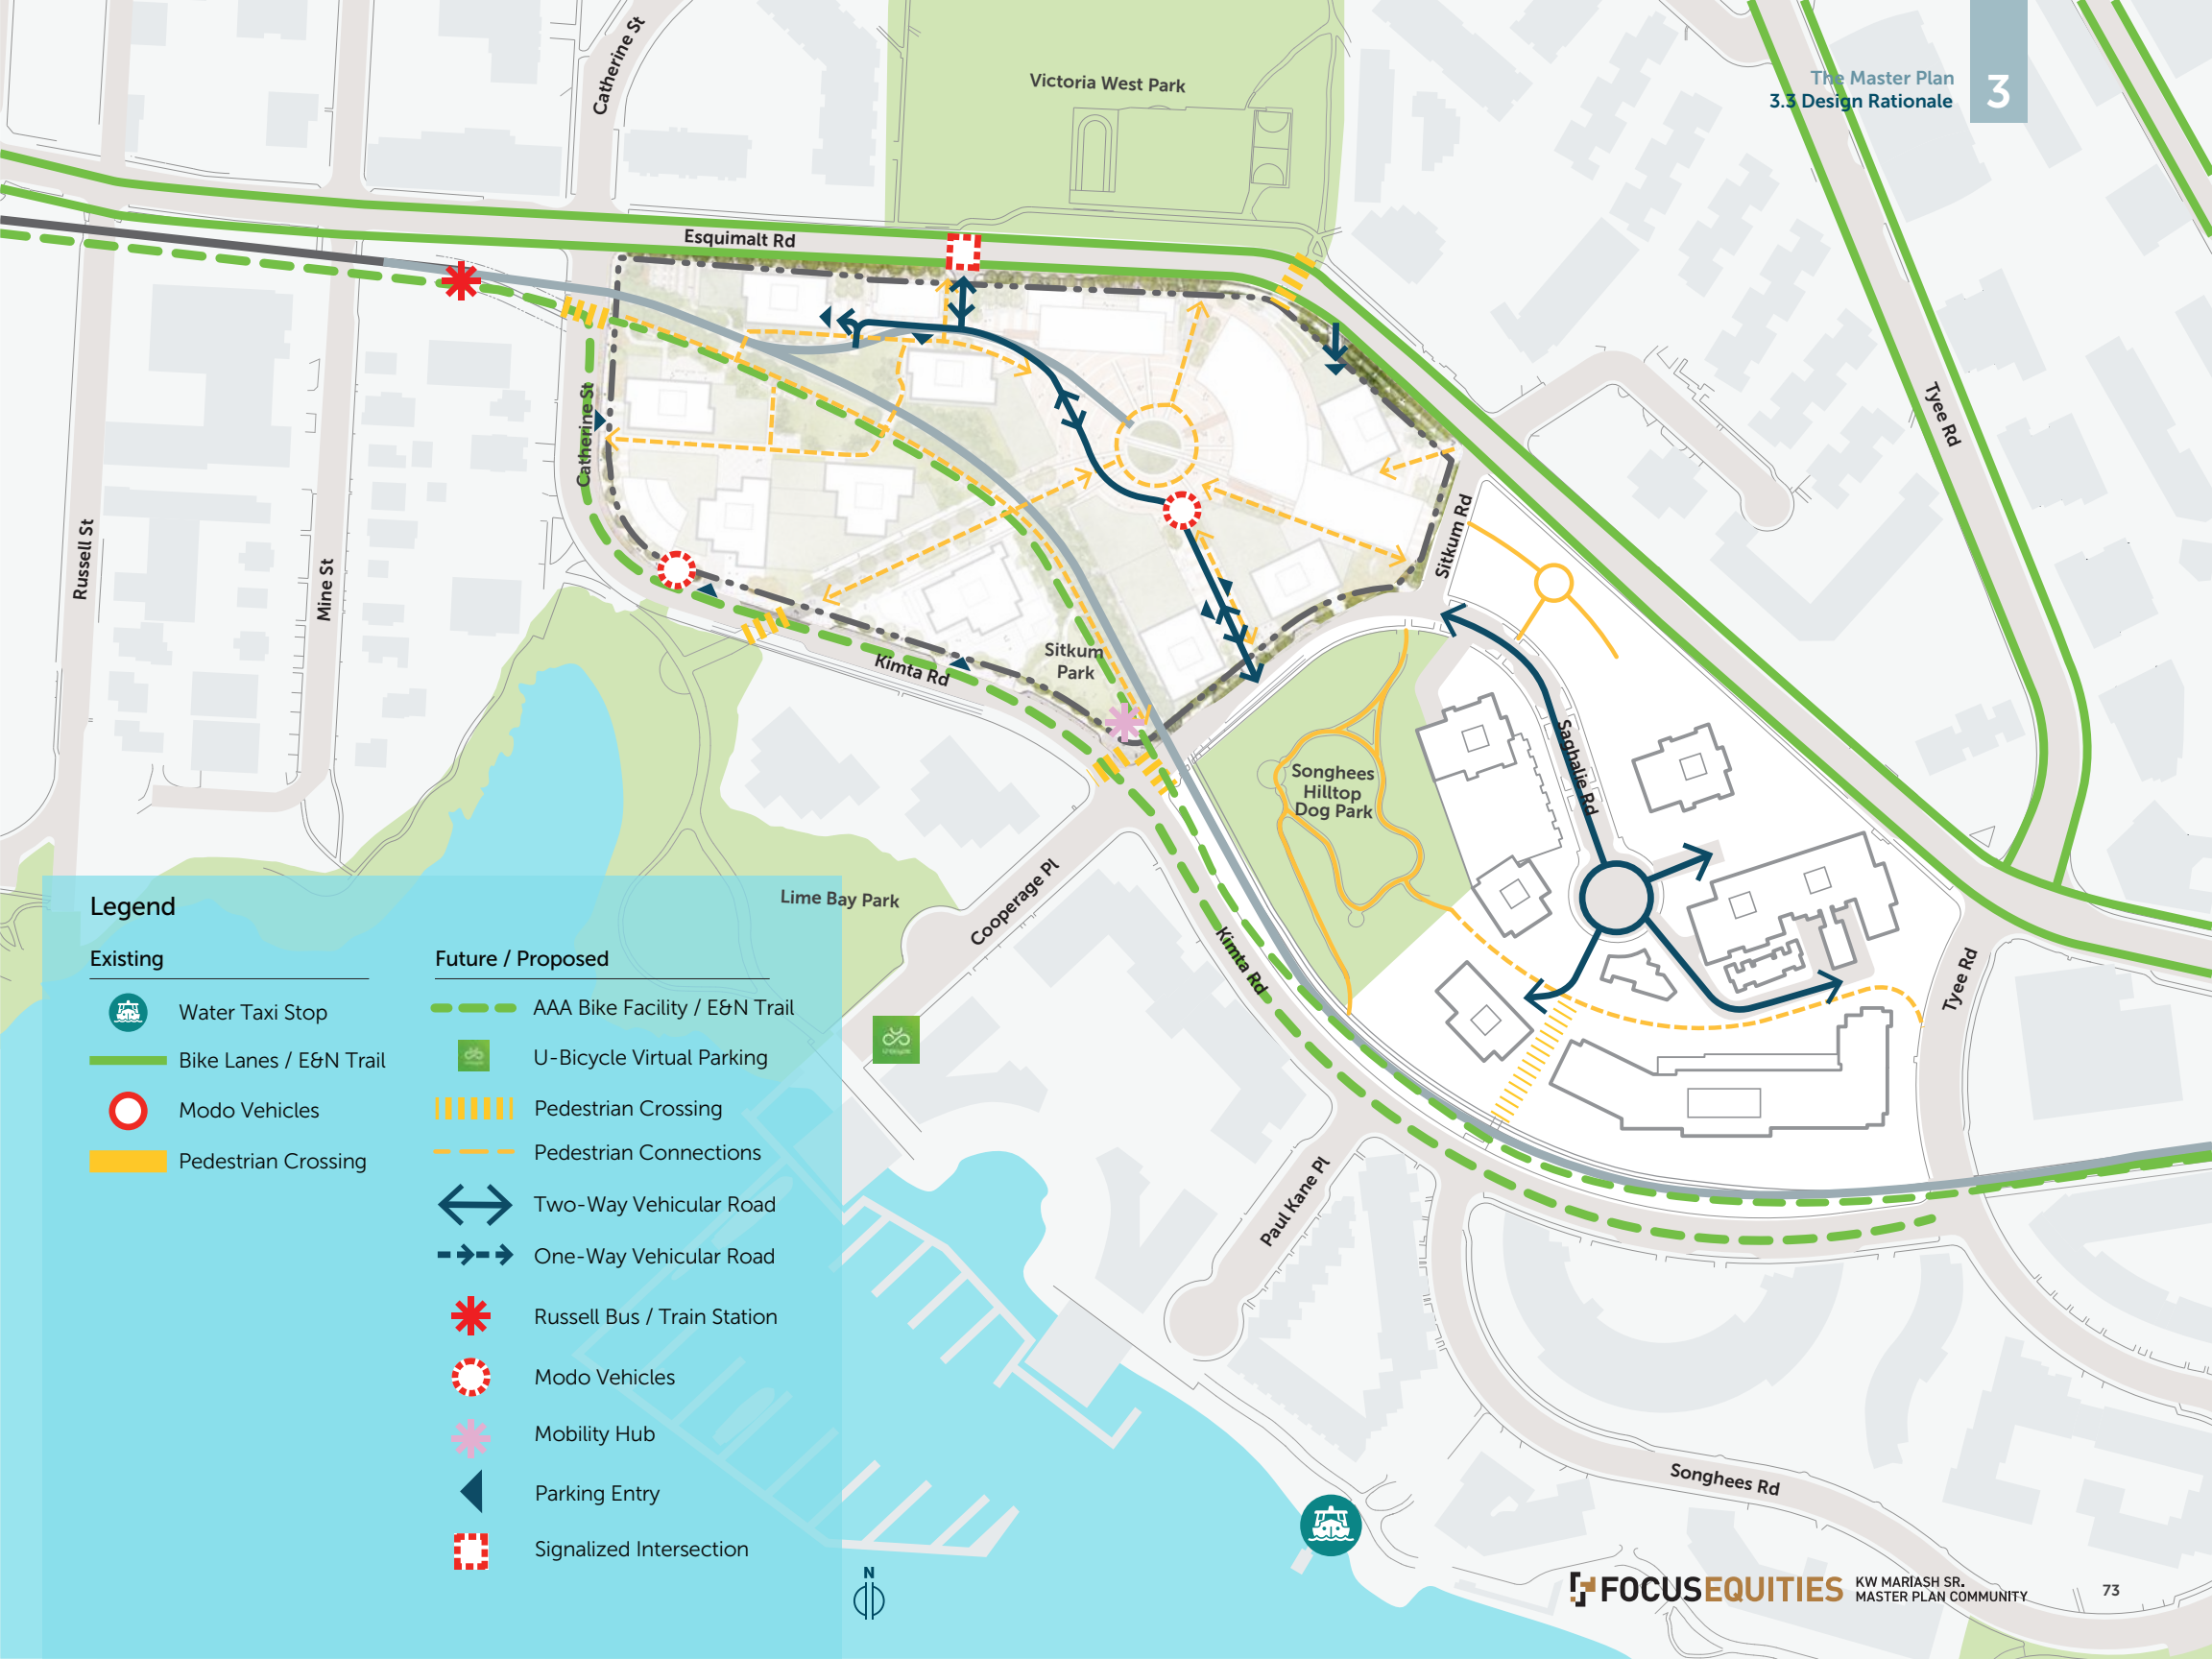 The Master Plan
3.3 Design Rationale
3
Catherine St
Victoria West Park
Esquimalt Rd
Tyee Rd
Catherine St
Russell St
Mine St
Sitkum Rd
Sitkum
Park
Kimta Rd
Saghalie Rd
Songhees
Hilltop
Dog Park
Lime Bay Park
Cooperage Pl
Kimta Rd
Tyee Rd
Paul Kane Pl
Songhees Rd
Legend
Existing
Water Taxi Stop
Bike Lanes / E&N Trail
Modo Vehicles
Pedestrian Crossing
Future / Proposed
AAA Bike Facility / E&N Trail
U-Bicycle Virtual Parking
Pedestrian Crossing
Pedestrian Connections
Two-Way Vehicular Road
One-Way Vehicular Road
Russell Bus / Train Station
Modo Vehicles
Mobility Hub
Parking Entry
Signalized Intersection
N
FOCUSEQUITIES
KW MARIASH SR.
MASTER PLAN COMMUNITY
73